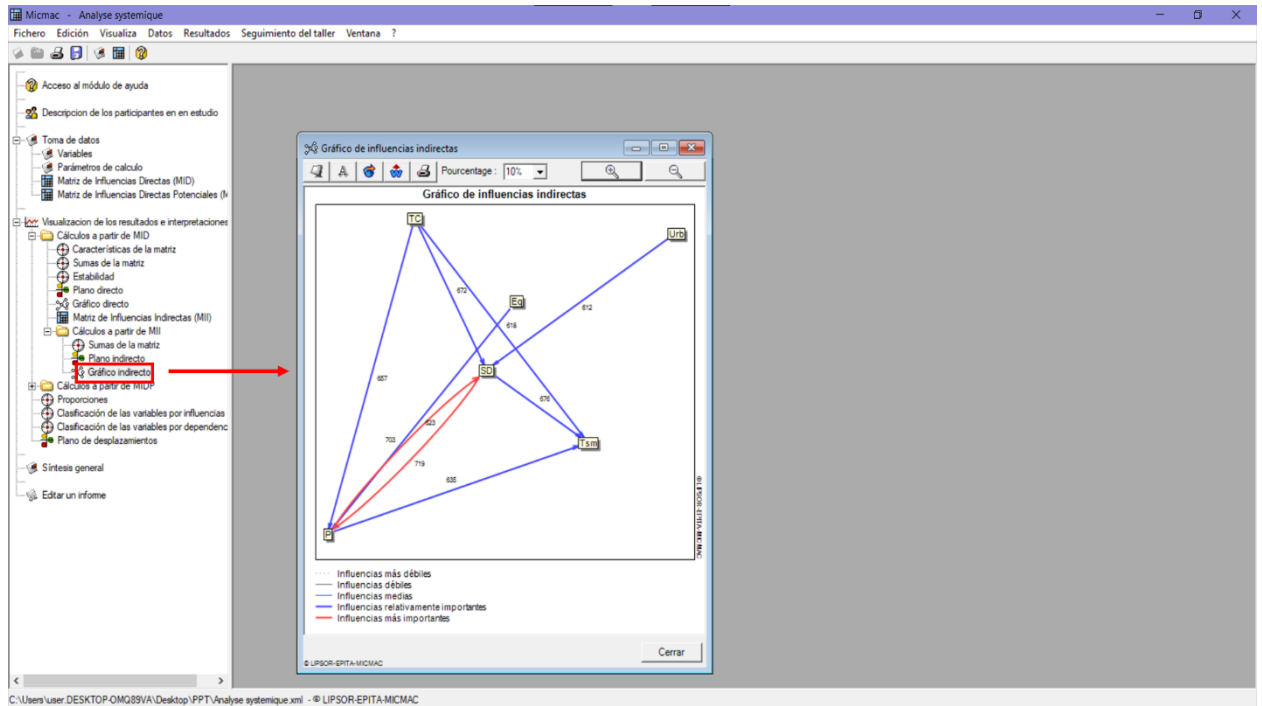 Micmac - Analyse systemique
Fichero Edición Visualiza Datos Resultados Seguimiento del taller Ventana ?
Acceso al módulo de ayuda
Descripcion de los participantes en en estudio
Toma de datos
Variables
Parámetros de calculo
Matriz de Influencias Directas (MID)
Matriz de Influencias Directas Potenciales (M
Visualizacion de los resultados e interpretaciones
Cálculos a partir de MID
Características de la matriz
Sumas de la matriz
Estabilidad
Plano directo
Gráfico directo
Matriz de Influencias Indirectas (MII)
Cálculos a partir de MII
Sumas de la matriz
Plano indirecto
Gráfico indirecto
Cálculos a partir de MIDP
Proporciones
Clasificación de las variables por influencias
Clasificación de las variables por dependenc
Plano de desplazamientos
Síntesis general
Editar un informe
Gráfico de influencias indirectas
A
Pourcentage : 10%
Gráfico de influencias indirectas
TC
Urb
672
Eq
612
618
SD
657
676
823
703
Tsm
719
635
P
© LIPSOR-EPITA-MICMAC
Influencias más débiles
Influencias débiles
Influencias medias
Influencias relativamente importantes
Influencias más importantes
Cerrar
© LIPSOR-EPITA-MICMAC
C:\Users\user.DESKTOP-OMQ89VA\Desktop\PPT\Analyse systemique.xml - © LIPSOR-EPITA-MICMAC